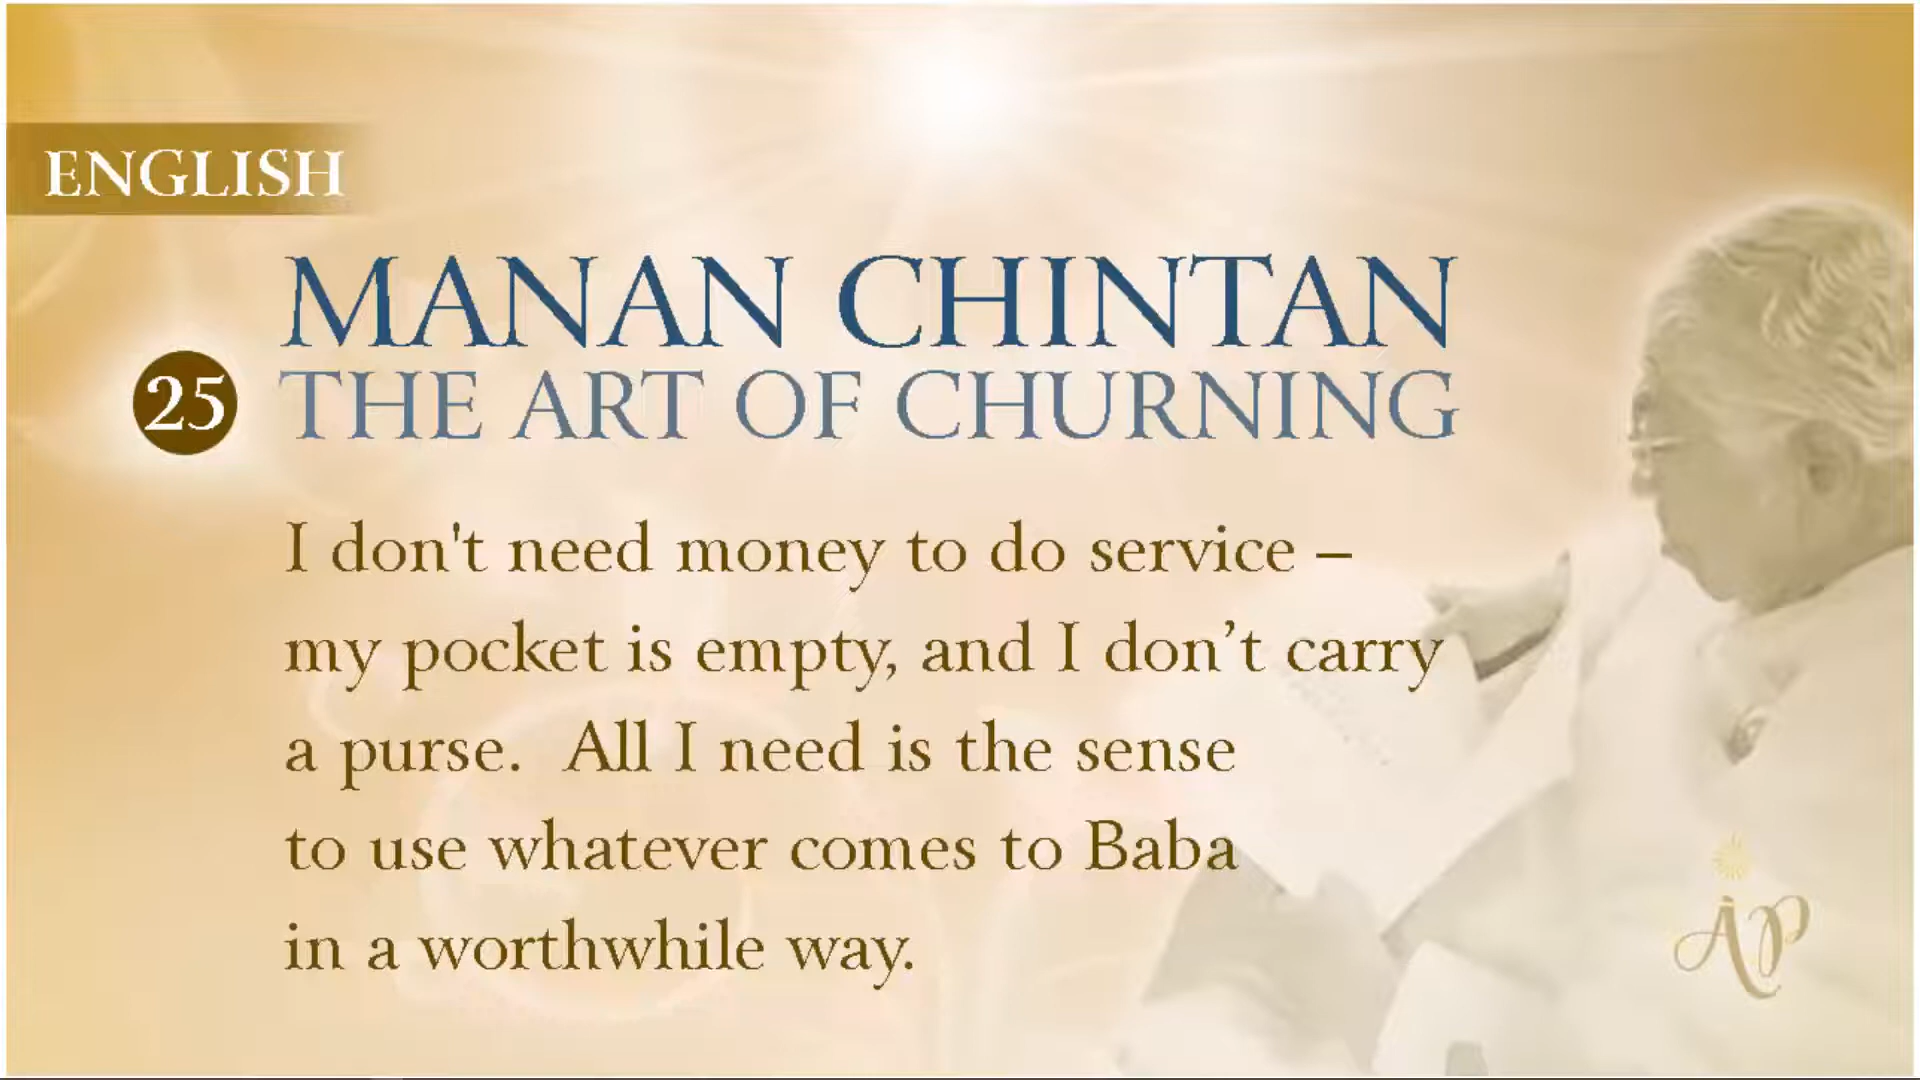 ENGLISH
MANAN CHINTAN
25 THE ART OF CHURNING
I don't need money to do service –
my pocket is empty, and I don’t carry
a purse.  All I need is the sense
to use whatever comes to Baba
in a worthwhile way.
AP